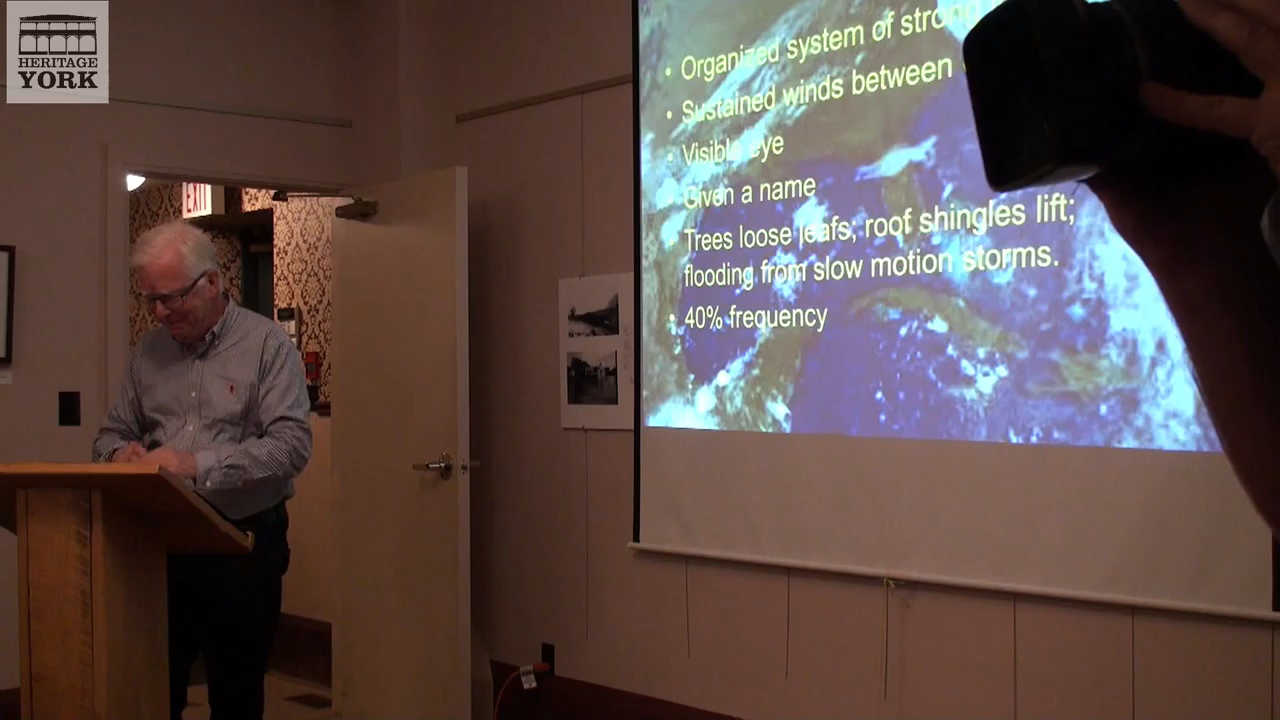 HERITAGE
YORK
EXIT
• Organized system of strong
• Sustained winds between
• Visible eye
• Given a name
Trees loose leafs; roof shingles lift;
flooding from slow motion storms.
• 40% frequency